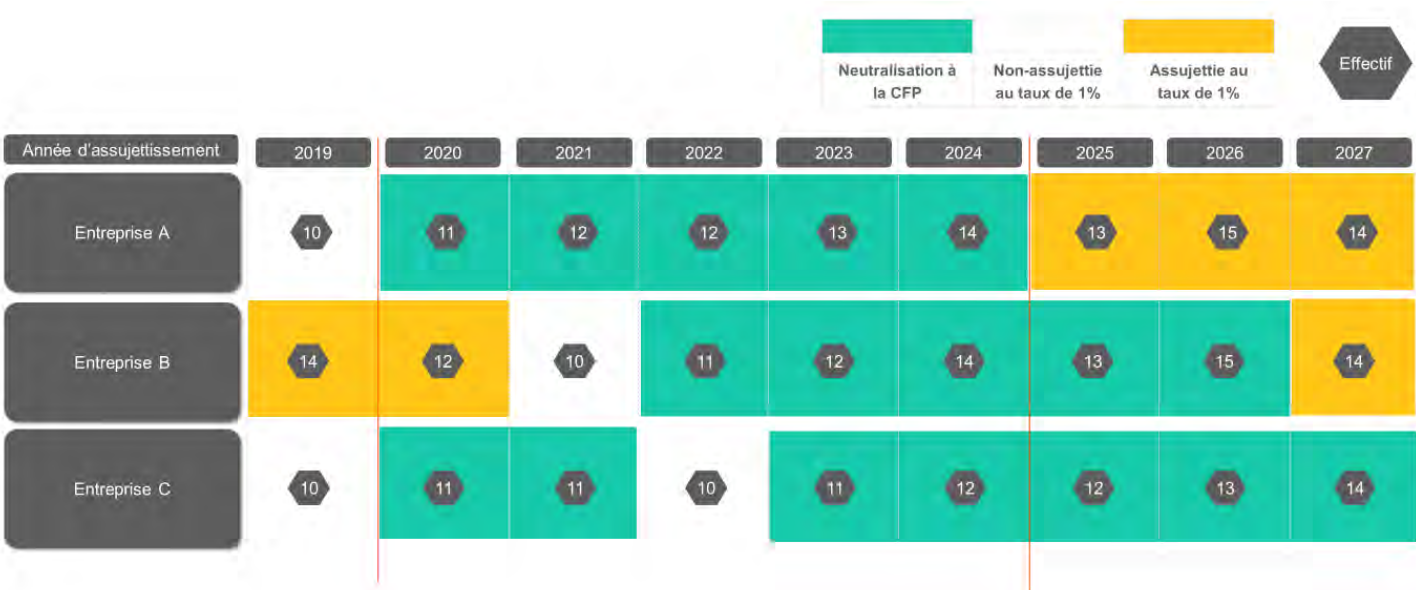 Neutralisation à
la CFP
Non-assujettie
au taux de 1%
Assujettie au
taux de 1%
Effectif
Année d'assujettissement 2019 2020 2021 2022 2023 2024 2025 2026 2027
Entreprise A 10 11 12 12 13 14 13 15 14
Entreprise B 14 12 10 11 12 14 13 15 14
Entreprise C 10 11 11 10 11 12 12 13 14